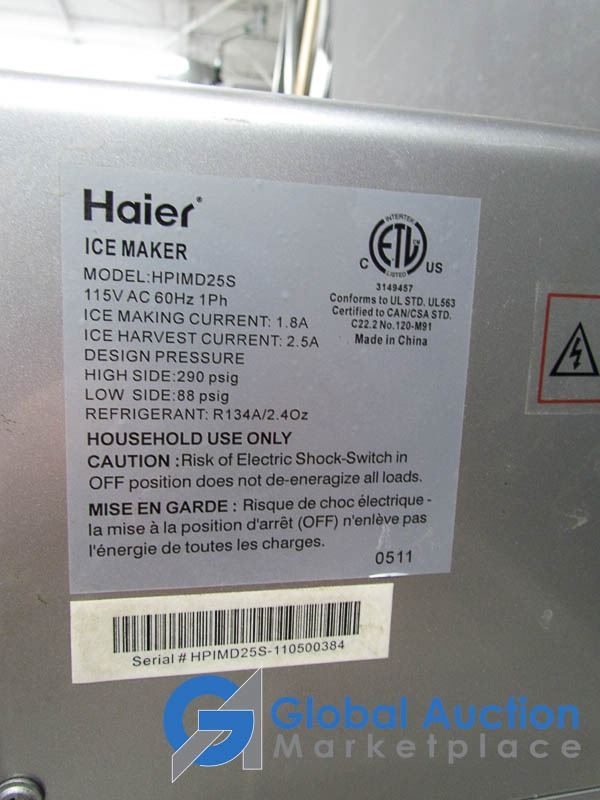 Haier®
ICE MAKER
MODEL:HPIMD25S
115V AC 60Hz 1Ph
ICE MAKING CURRENT: 1.8A
ICE HARVEST CURRENT: 2.5A
DESIGN PRESSURE
HIGH SIDE:290 psig
LOW SIDE:88 psig
REFRIGERANT: R134A/2.4Oz
INTERTEK
ETL
CM
LISTED
C US
3149457
Conforms to UL STD. UL563
Certified to CAN/CSA STD.
C22.2 No.120-M91
Made in China
HOUSEHOLD USE ONLY
CAUTION :Risk of Electric Shock-Switch in
OFF position does not de-energize all loads.
MISE EN GARDE : Risque de choc électrique -
la mise à la position d'arrêt (OFF) n'enlève pas
l'énergie de toutes les charges.
0511
Serial # HPIMD25S-110500384
Global Auction
Marketplace